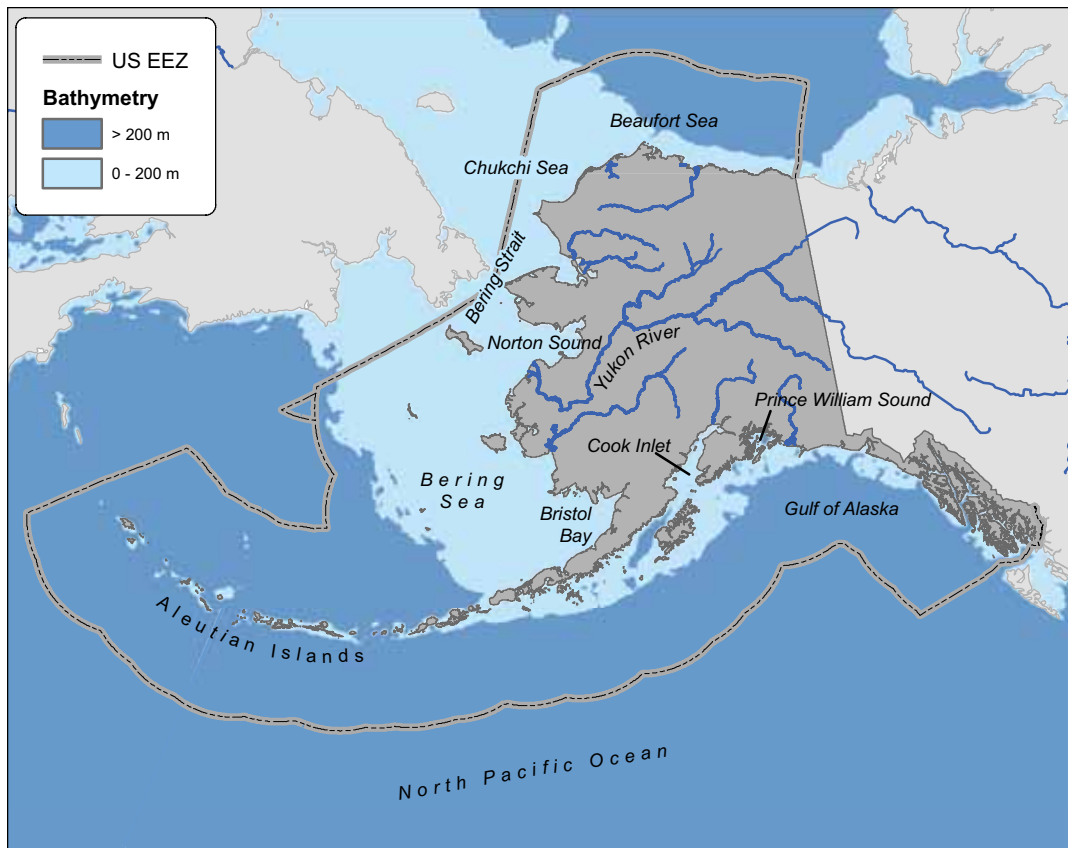 US EEZ
Bathymetry
> 200 m
0 - 200 m
Beaufort Sea
Chukchi Sea
Bering Strait
Norton Sound
Yukon River
Prince William Sound
Cook Inlet
Bering
Sea
Bristol
Bay
Gulf of Alaska
Aleutian Islands
North Pacific Ocean